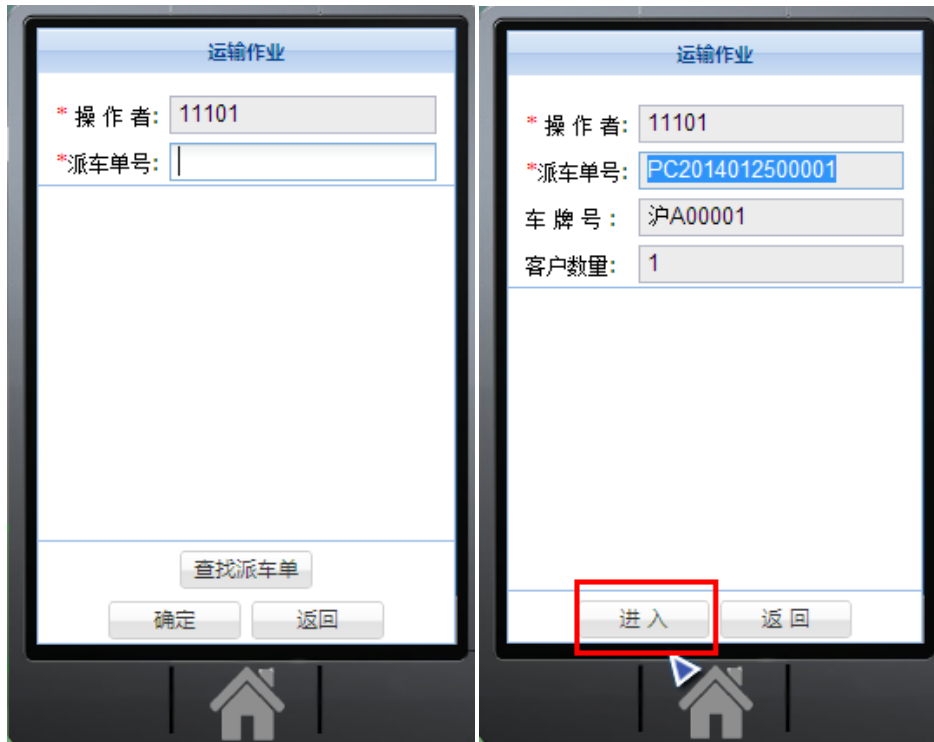 运输作业
* 操 作 者: 11101
*派车单号:
查找派车单
确定 返回
运输作业
* 操 作 者: 11101
*派车单号: PC2014012500001
车 牌 号: 沪A00001
客户数量: 1
进 入 返 回